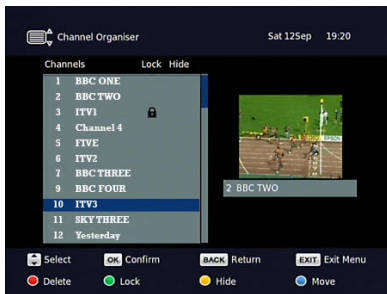 Channel Organiser Sat 12Sep 19:20
Channels Lock Hide
1 BBC ONE
2 BBC TWO
3 ITV1
4 Channel 4
5 FIVE
6 ITV2
7 BBC THREE
9 BBC FOUR
10 ITV3
11 SKY THREE
12 Yesterday
EPSON
2 BBC TWO
Select OK Confirm BACK Return EXIT Exit Menu
Delete Lock Hide Move